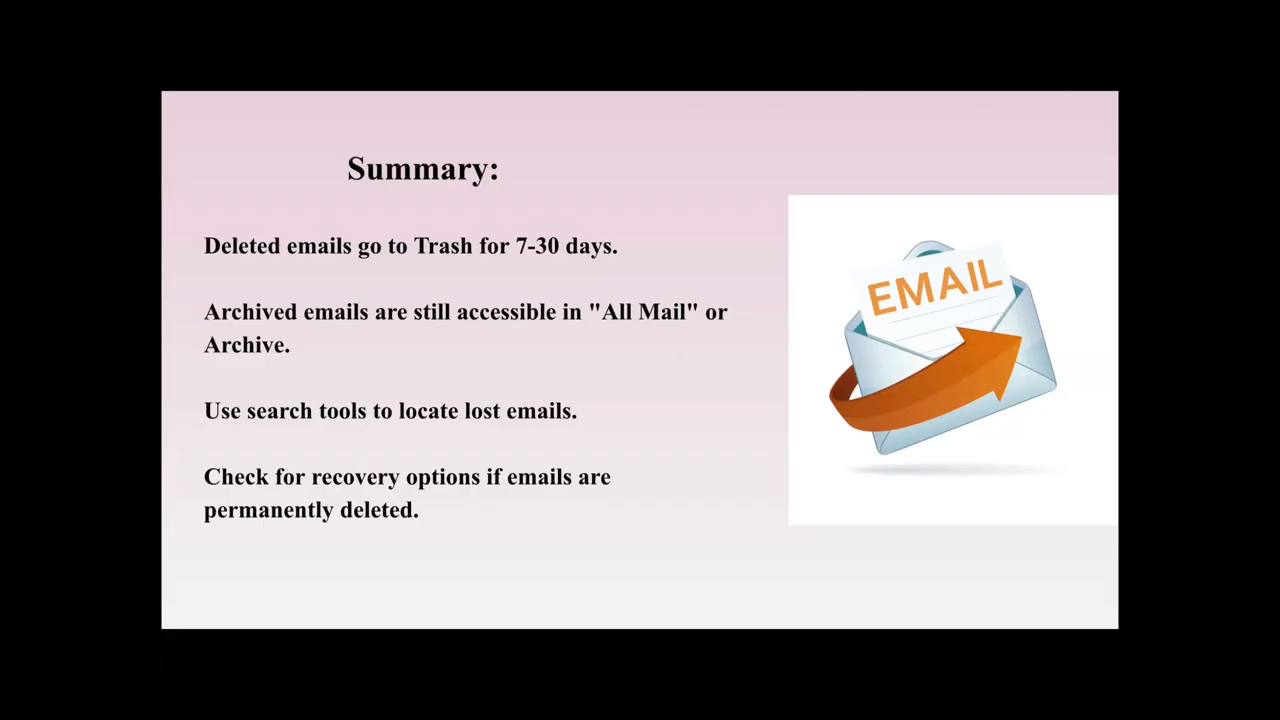 Summary:
Deleted emails go to Trash for 7-30 days.
Archived emails are still accessible in "All Mail" or
Archive.
Use search tools to locate lost emails.
Check for recovery options if emails are
permanently deleted.
EMAIL